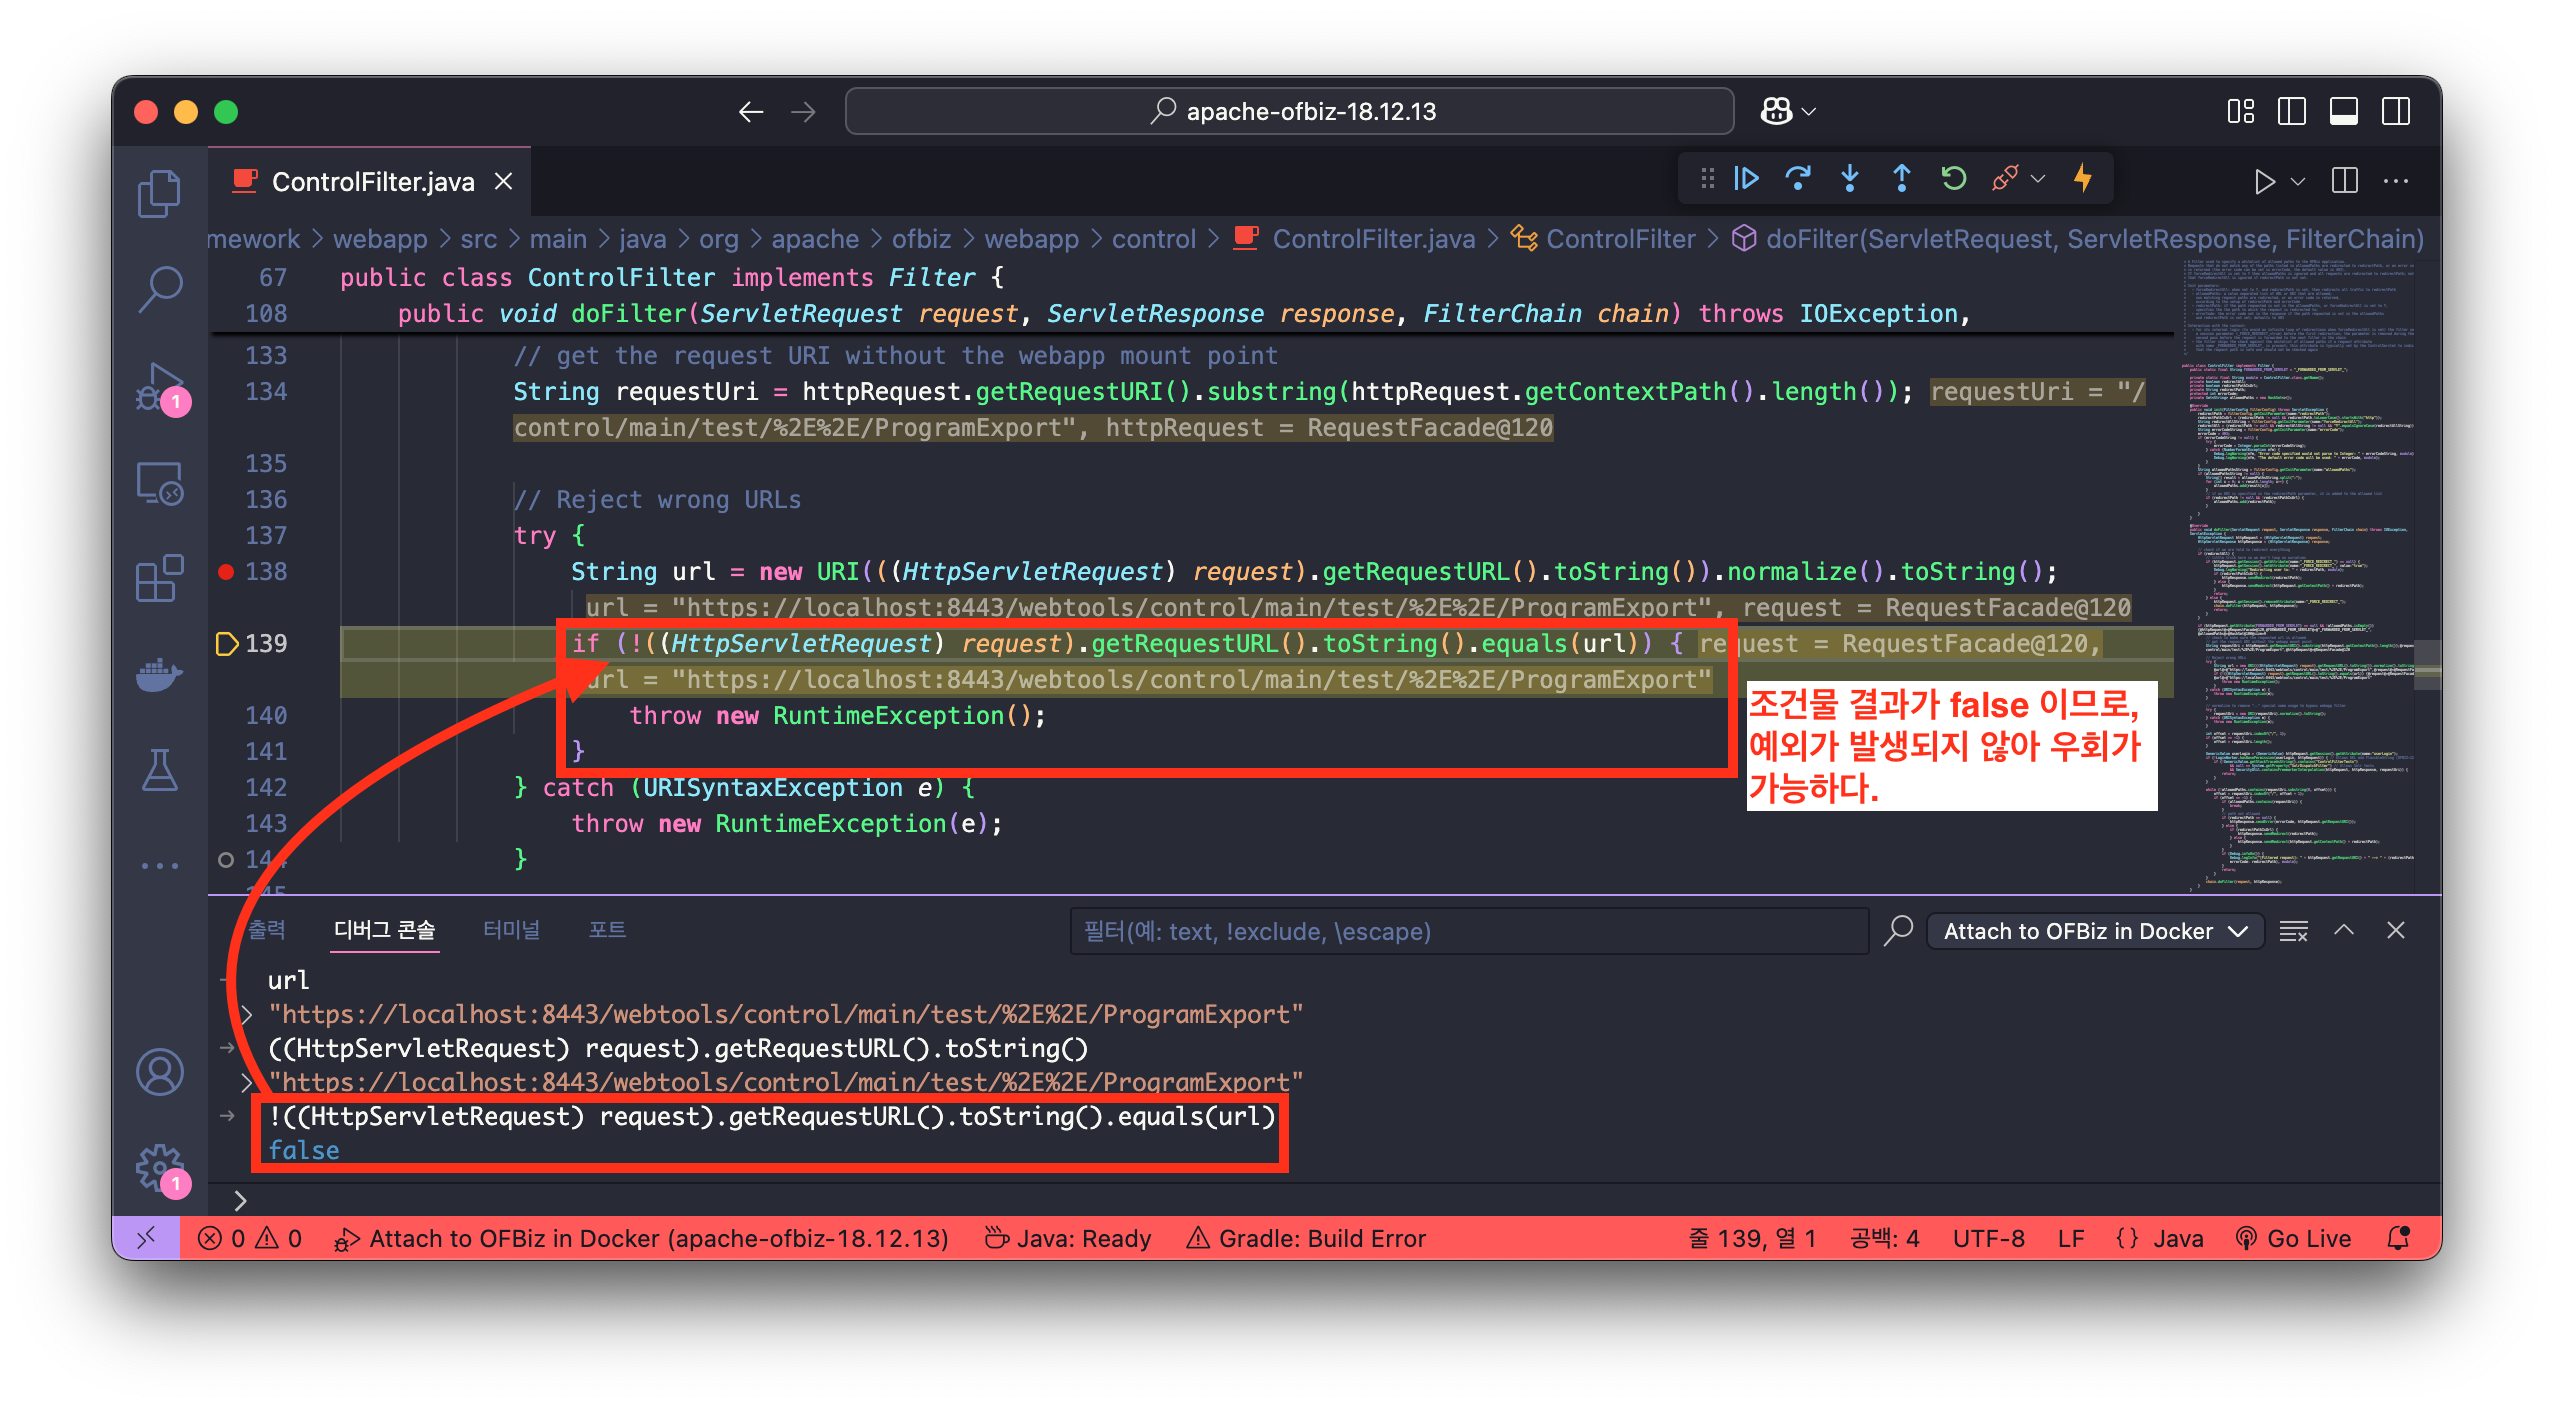 apache-ofbiz-18.12.13
ControlFilter.java
mework > webapp > src > main > java > org > apache > ofbiz > webapp > control > ControlFilter.java > ControlFilter > doFilter(ServletRequest, ServletResponse, FilterChain)
67 public class ControlFilter implements Filter {
108 public void doFilter(ServletRequest request, ServletResponse response, FilterChain chain) throws IOException,
133 // get the request URI without the webapp mount point
134 String requestUri = httpRequest.getRequestURI().substring(httpRequest.getContextPath().length()); requestUri = "/
control/main/test/%2E%2E/ProgramExport", httpRequest = RequestFacade@120
135
136 // Reject wrong URLs
137 try {
138 String url = new URI(((HttpServletRequest) request).getRequestURL().toString()).normalize().toString();
url = "https://localhost:8443/webtools/control/main/test/%2E%2E/ProgramExport", request = RequestFacade@120
139 if (!((HttpServletRequest) request).getRequestURL().toString().equals(url)) { request = RequestFacade@120,
url = "https://localhost:8443/webtools/control/main/test/%2E%2E/ProgramExport"
140 throw new RuntimeException();
141 }
142 } catch (URISyntaxException e) {
143 throw new RuntimeException(e);
144 }
조건물 결과가 false 이므로,
예외가 발생되지 않아 우회가
가능하다.
1
출력 디버그 콘솔 터미널 포트 필터(예: text, !exclude, \escape) Attach to OFBiz in Docker
url
"https://localhost:8443/webtools/control/main/test/%2E%2E/ProgramExport"
((HttpServletRequest) request).getRequestURL().toString()
"https://localhost:8443/webtools/control/main/test/%2E%2E/ProgramExport"
!((HttpServletRequest) request).getRequestURL().toString().equals(url)
false
1
0 0 Attach to OFBiz in Docker (apache-ofbiz-18.12.13) Java: Ready Gradle: Build Error 줄 139, 열 1 공백: 4 UTF-8 LF {} Java Go Live